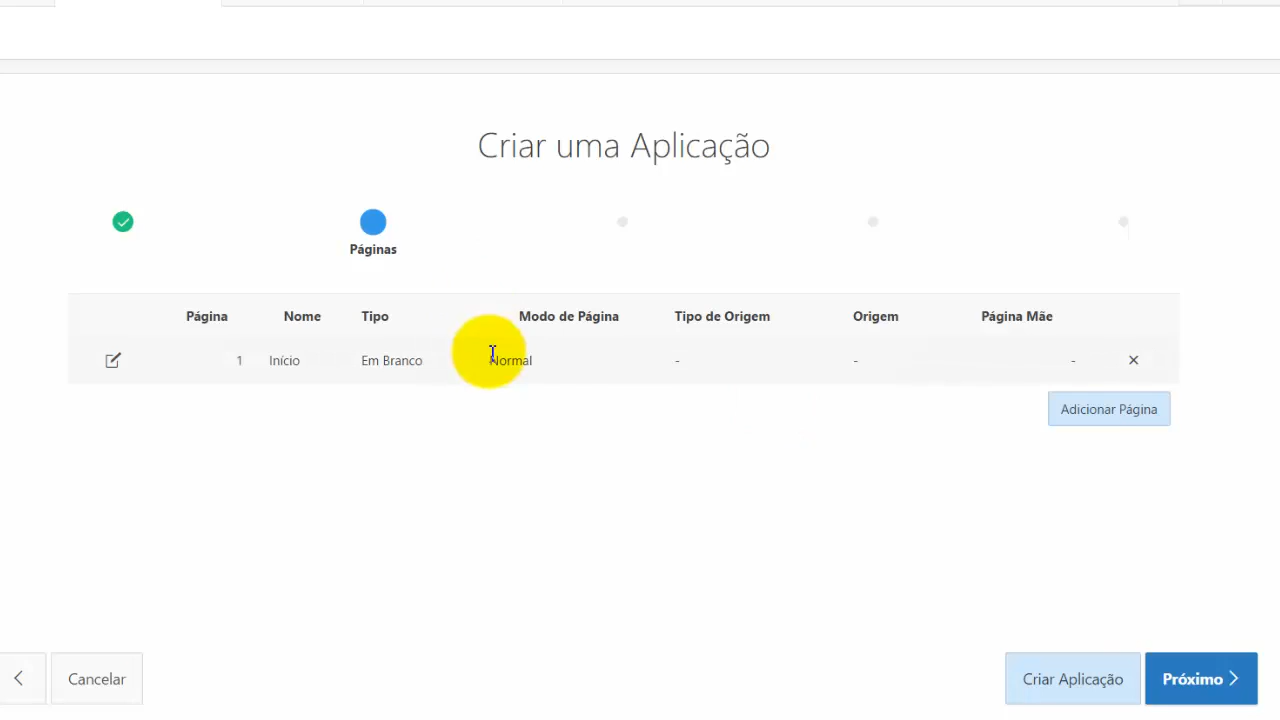 Criar uma Aplicação
Páginas
Página Nome Tipo Modo de Página Tipo de Origem Origem Página Mãe
1 Início Em Branco Normal - - -
Adicionar Página
Cancelar Criar Aplicação Próximo